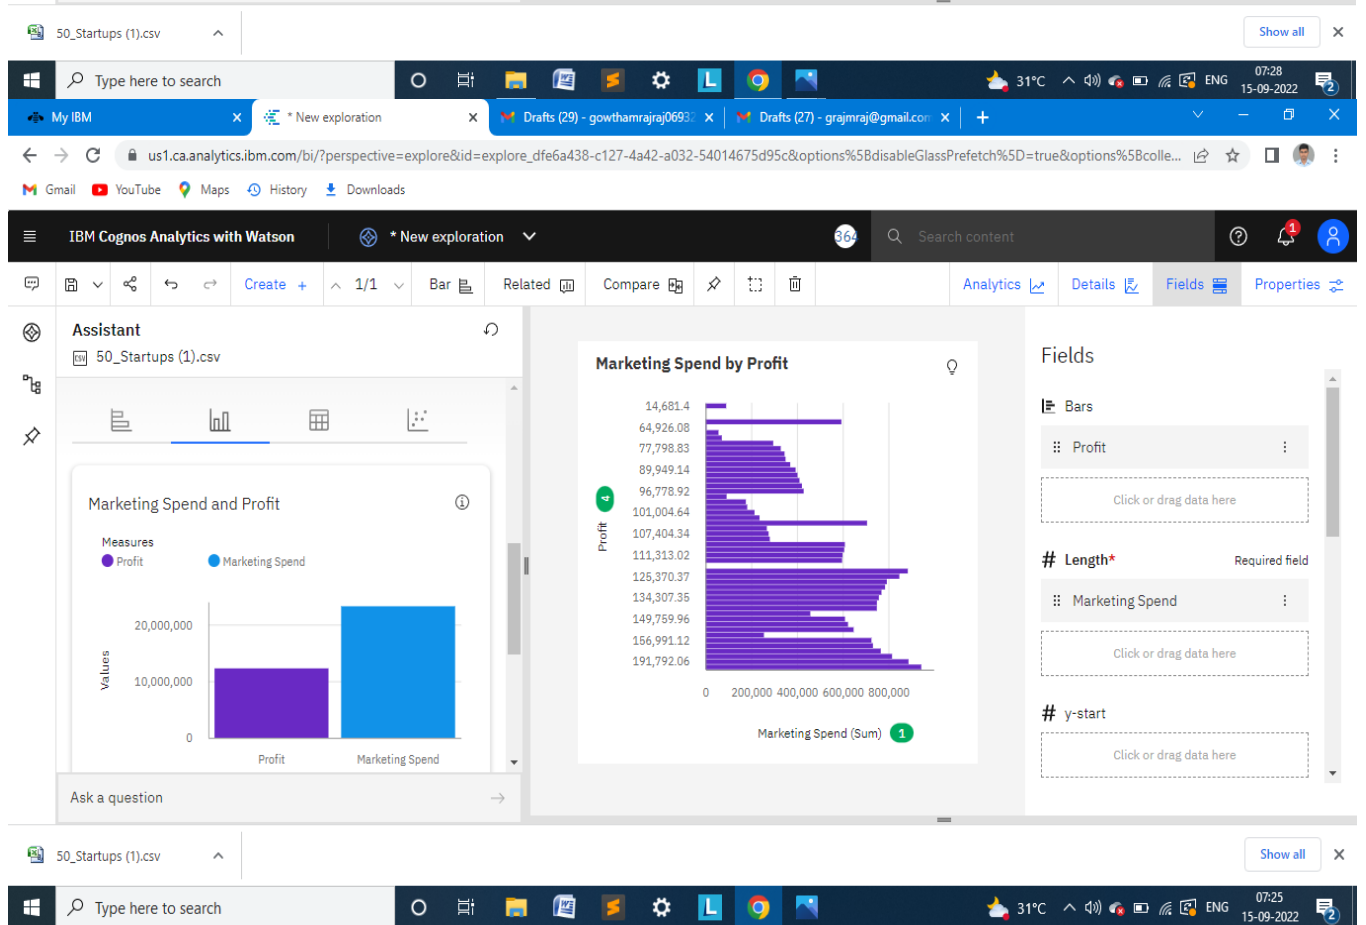 50_Startups (1).csv
Show all
Type here to search
31°C
ENG
07:28
15-09-2022
2
My IBM
* New exploration
Drafts (29) - gowthamrajraj0693
Drafts (27) - grajmraj@gmail.com
us1.ca.analytics.ibm.com/bi/?perspective=explore&id=explore_dfe6a438-c127-4a42-a032-54014675d95c&options%5BdisableGlassPrefetch%5D=true&options%5Bcolle...
Gmail
YouTube
Maps
History
Downloads
IBM Cognos Analytics with Watson
* New exploration
364
Search content
1
Create +
1/1
Bar
Related
Compare
Analytics
Details
Fields
Properties
Assistant
50_Startups (1).csv
Marketing Spend and Profit
Measures
Profit
Marketing Spend
20,000,000
10,000,000
0
Values
Profit
Marketing Spend
Ask a question
Marketing Spend by Profit
14,681.4
64,926.08
77,798.83
89,949.14
96,778.92
101,004.64
107,404.34
111,313.02
125,370.37
134,307.35
149,759.96
156,991.12
191,792.06
Profit
4
0 200,000 400,000 600,000 800,000
Marketing Spend (Sum) 1
Fields
Bars
Profit
Click or drag data here
# Length*
Required field
Marketing Spend
Click or drag data here
# y-start
Click or drag data here
50_Startups (1).csv
Show all
Type here to search
31°C
ENG
07:25
15-09-2022
2